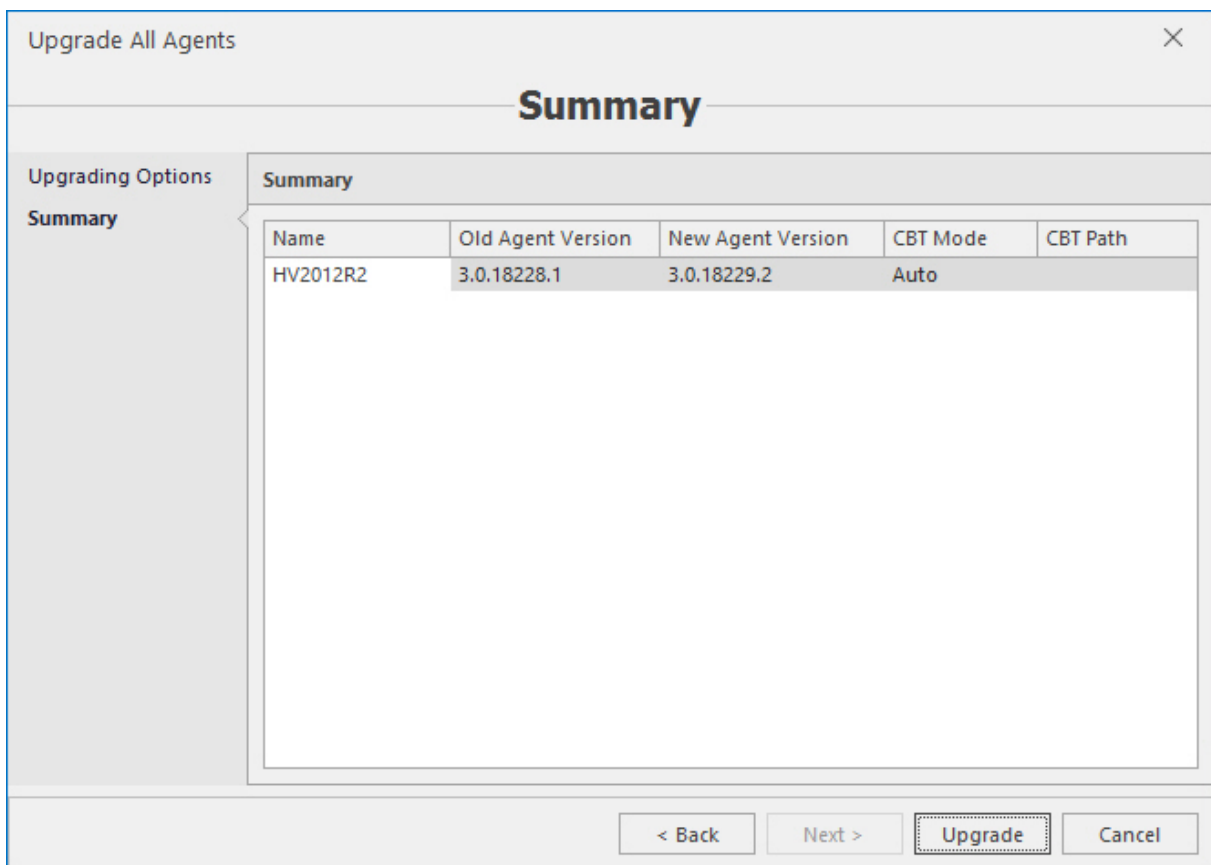 Upgrade All Agents
Summary
Upgrading Options
Summary
Summary
Name Old Agent Version New Agent Version CBT Mode CBT Path
HV2012R2 3.0.18228.1 3.0.18229.2 Auto
< Back Next > Upgrade Cancel